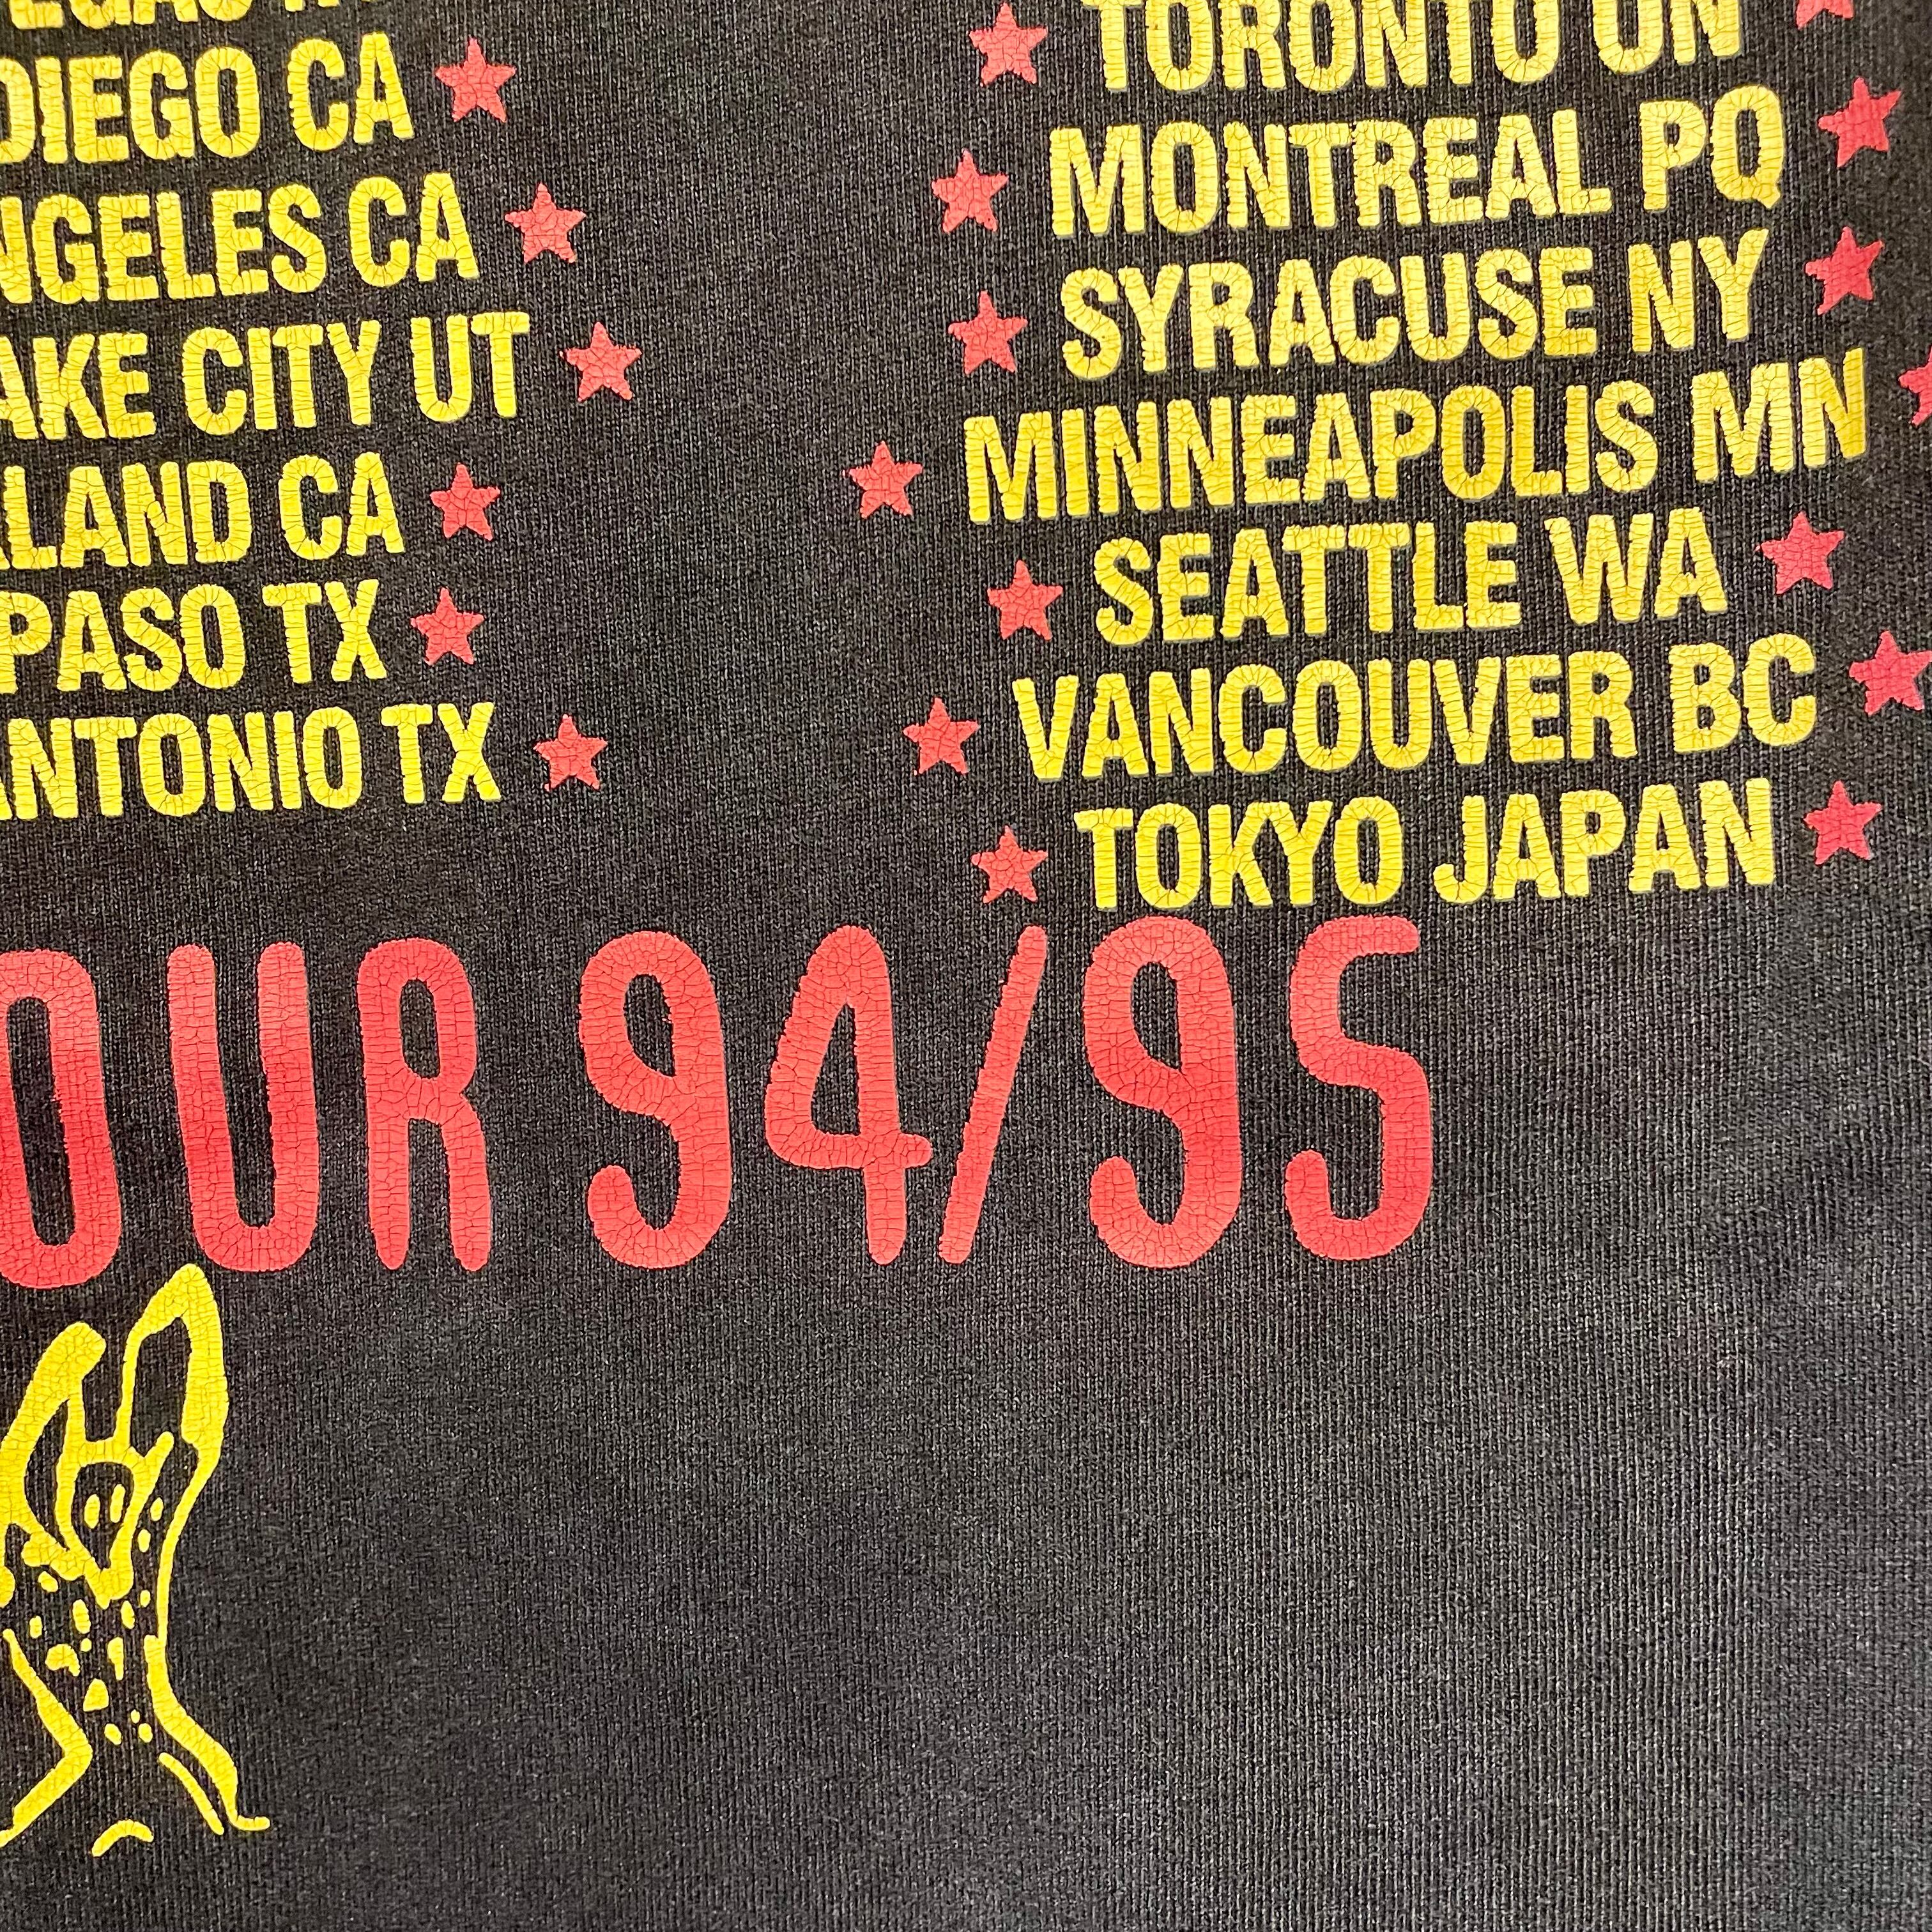 DIEGO CA
NGELES CA
AKE CITY UT
LAND CA
PASO TX
ANTONIO TX
TORONTO ON
MONTREAL PQ
SYRACUSE NY
MINNEAPOLIS MN
SEATTLE WA
VANCOUVER BC
TOKYO JAPAN
OUR 94/95